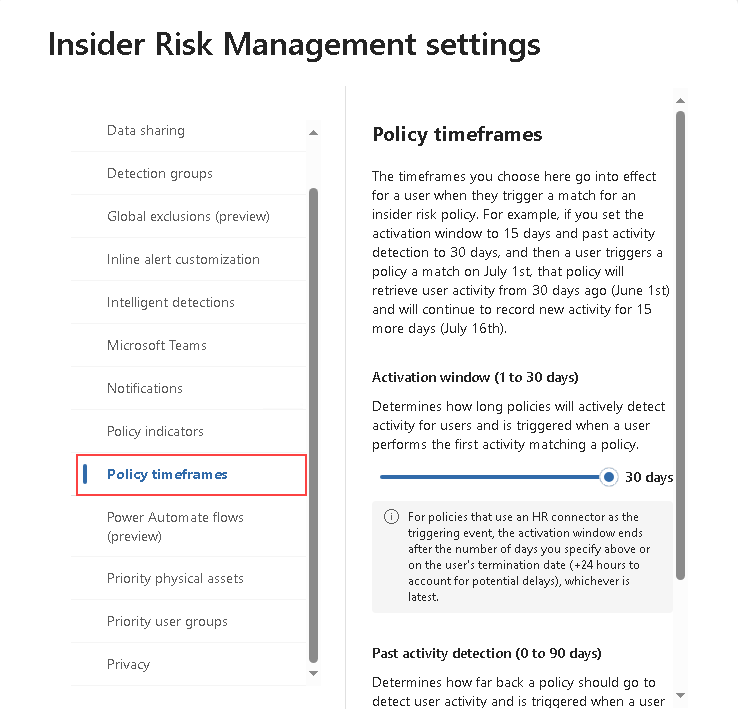 Insider Risk Management settings
Data sharing
Detection groups
Global exclusions (preview)
Inline alert customization
Intelligent detections
Microsoft Teams
Notifications
Policy indicators
Policy timeframes
Power Automate flows
(preview)
Priority physical assets
Priority user groups
Privacy
Policy timeframes
The timeframes you choose here go into effect
for a user when they trigger a match for an
insider risk policy. For example, if you set the
activation window to 15 days and past activity
detection to 30 days, and then a user triggers a
policy a match on July 1st, that policy will
retrieve user activity from 30 days ago (June 1st)
and will continue to record new activity for 15
more days (July 16th).
Activation window (1 to 30 days)
Determines how long policies will actively detect
activity for users and is triggered when a user
performs the first activity matching a policy.
30 days
For policies that use an HR connector as the
triggering event, the activation window ends
after the number of days you specify above or
on the user's termination date (+24 hours to
account for potential delays), whichever is
latest.
Past activity detection (0 to 90 days)
Determines how far back a policy should go to
detect user activity and is triggered when a user